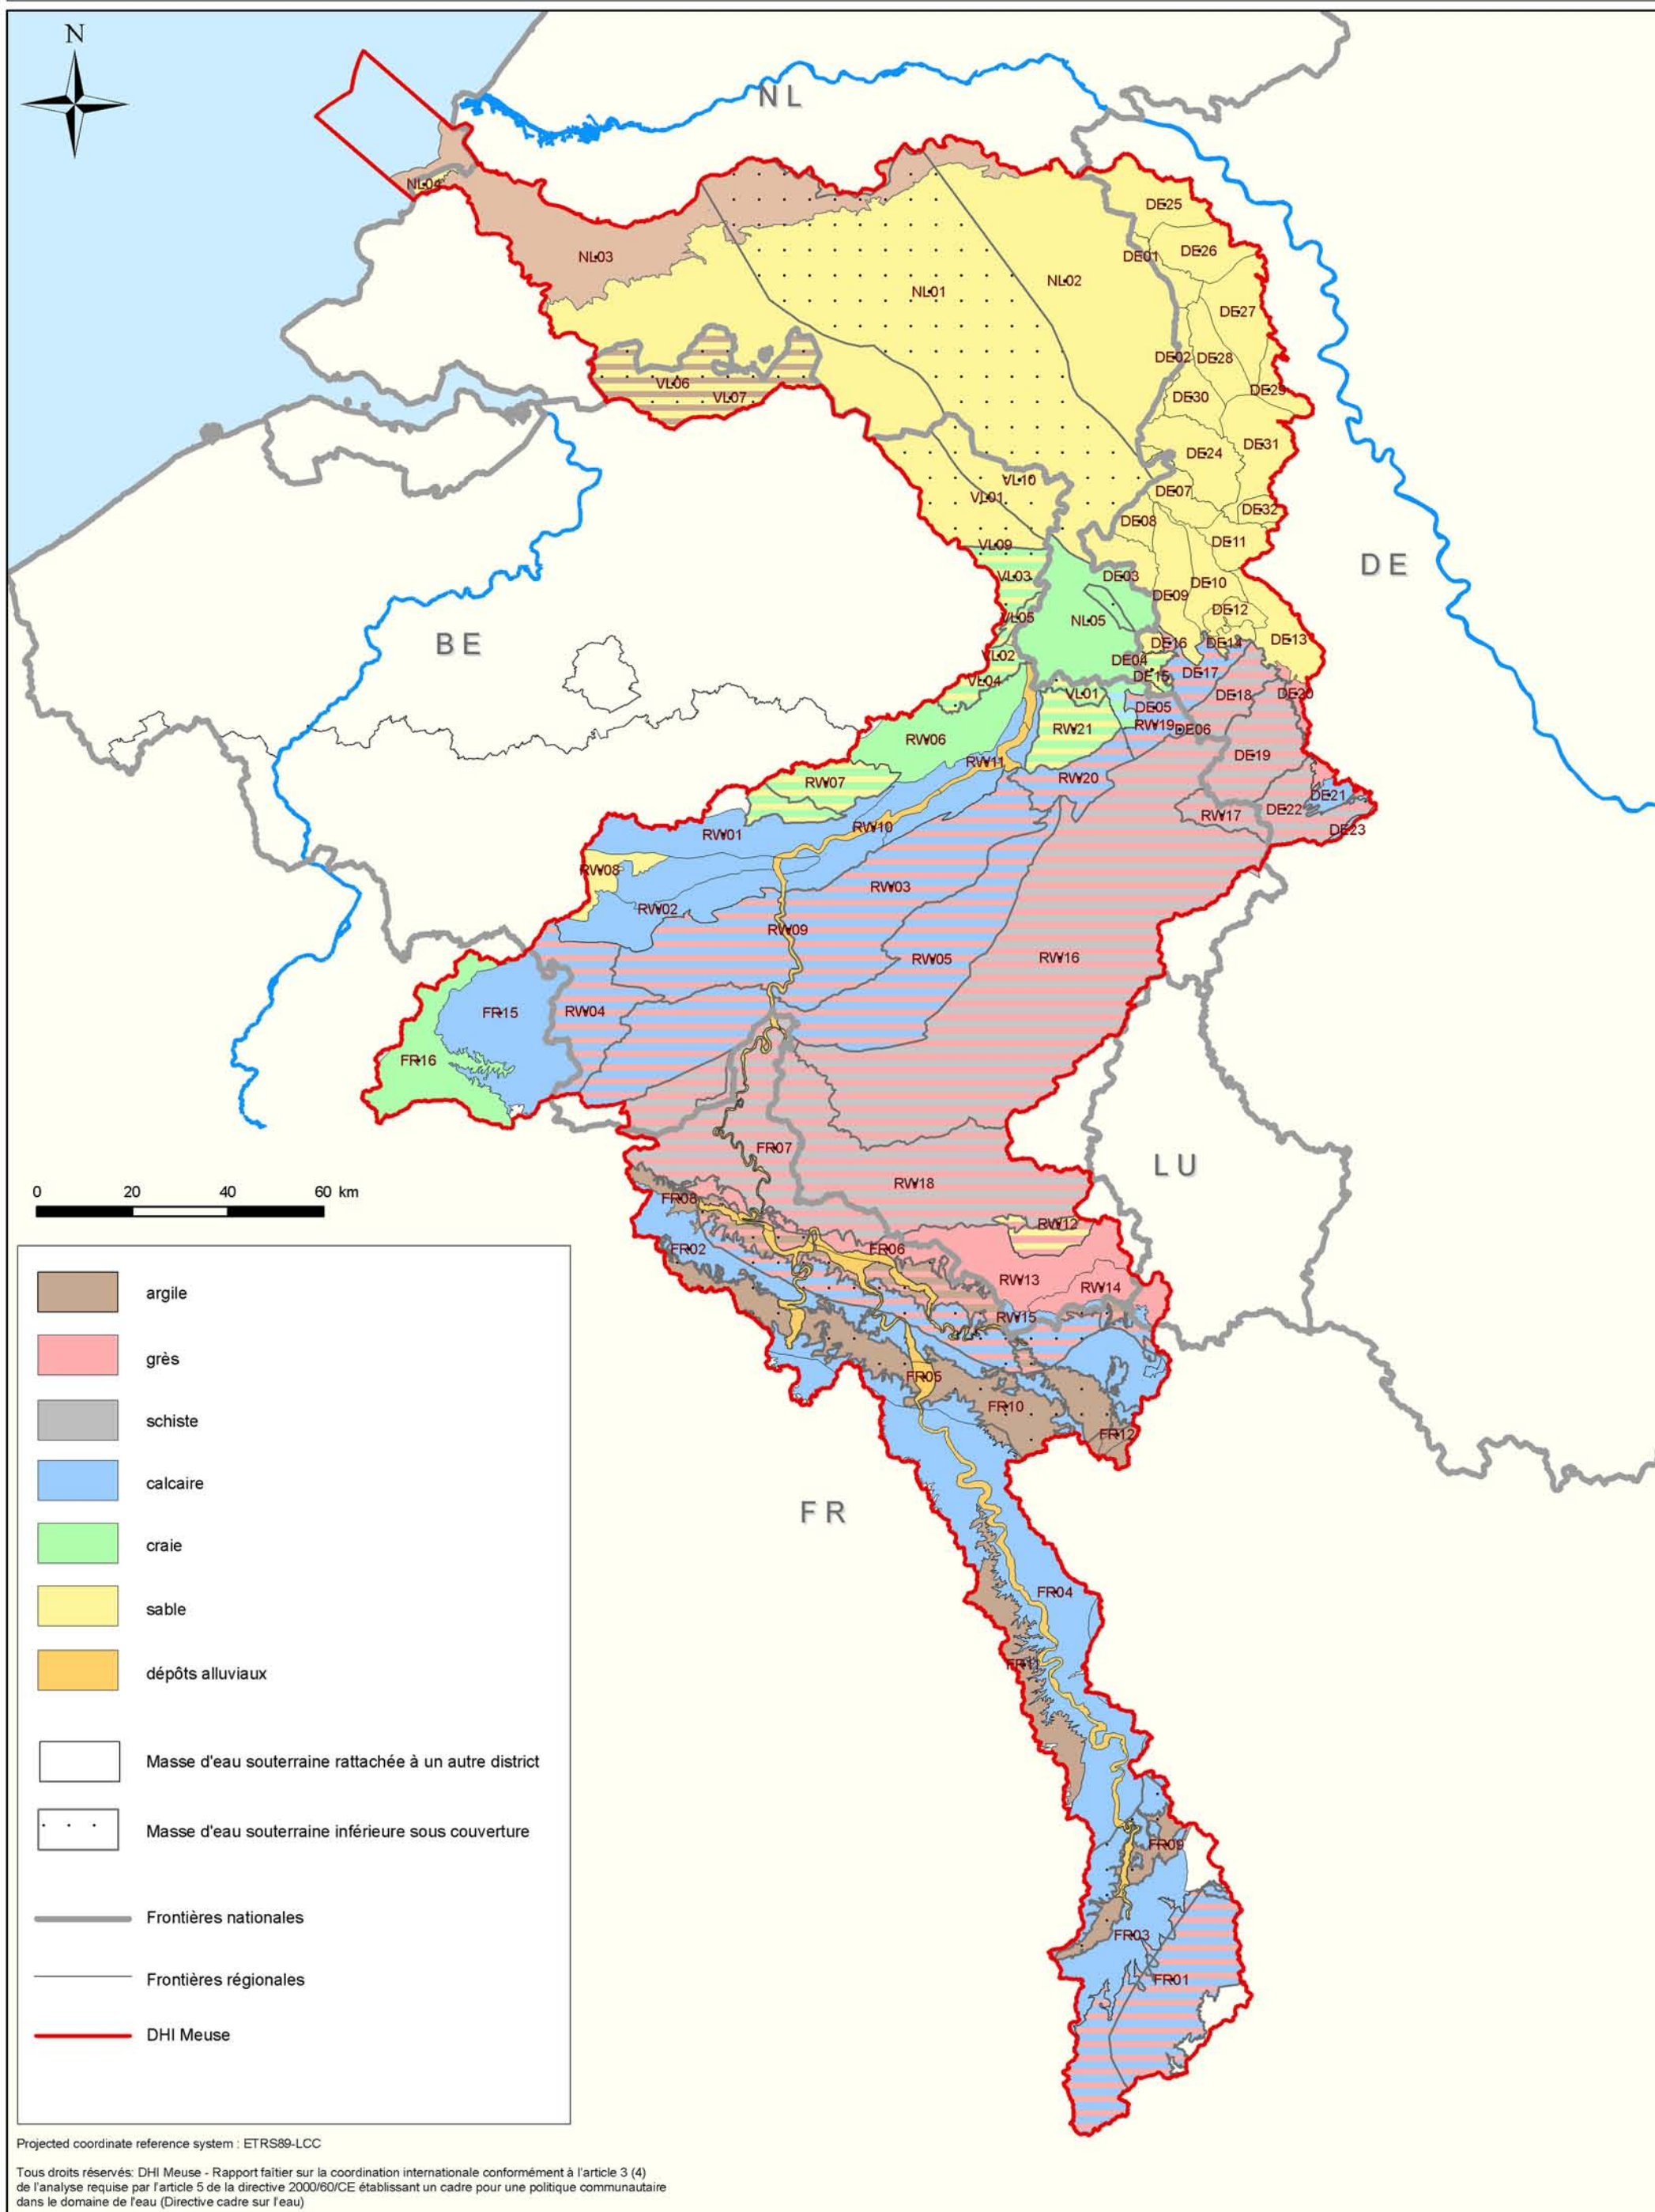 N
NL
NL04
DE25
NL03
DE01
DE26
NL01
NL02
DE27
DE02
DE28
VL06
VL07
DE30
DE29
DE24
DE31
VL10
VL01
DE07
DE32
DE08
VL09
DE11
DE
VL03
DE03
DE09
DE10
VL05
NL05
DE12
BE
DE16
DE14
DE13
VL02
DE04
DE15
DE17
VL04
VL01
DE05
DE18
DE20
RW06
RW21
RW19
DE06
RW11
DE19
RW07
RW20
DE21
RW01
RW10
RW17
DE22
DE23
RW08
RW03
RW02
RW09
RW05
RW16
FR15
RW04
FR16
FR07
LU
RW18
0 20 40 60 km
FR08
RW12
FR02
FR06
RW13
RW14
RW15
FR05
FR10
FR12
FR
FR04
FR11
FR09
FR03
FR01
argile
grès
schiste
calcaire
craie
sable
dépôts alluviaux
Masse d'eau souterraine rattachée à un autre district
Masse d'eau souterraine inférieure sous couverture
Frontières nationales
Frontières régionales
DHI Meuse
Projected coordinate reference system : ETRS89-LCC
Tous droits réservés: DHI Meuse - Rapport faîtier sur la coordination internationale conformément à l'article 3 (4)
de l'analyse requise par l'article 5 de la directive 2000/60/CE établissant un cadre pour une politique communautaire
dans le domaine de l'eau (Directive cadre sur l'eau)